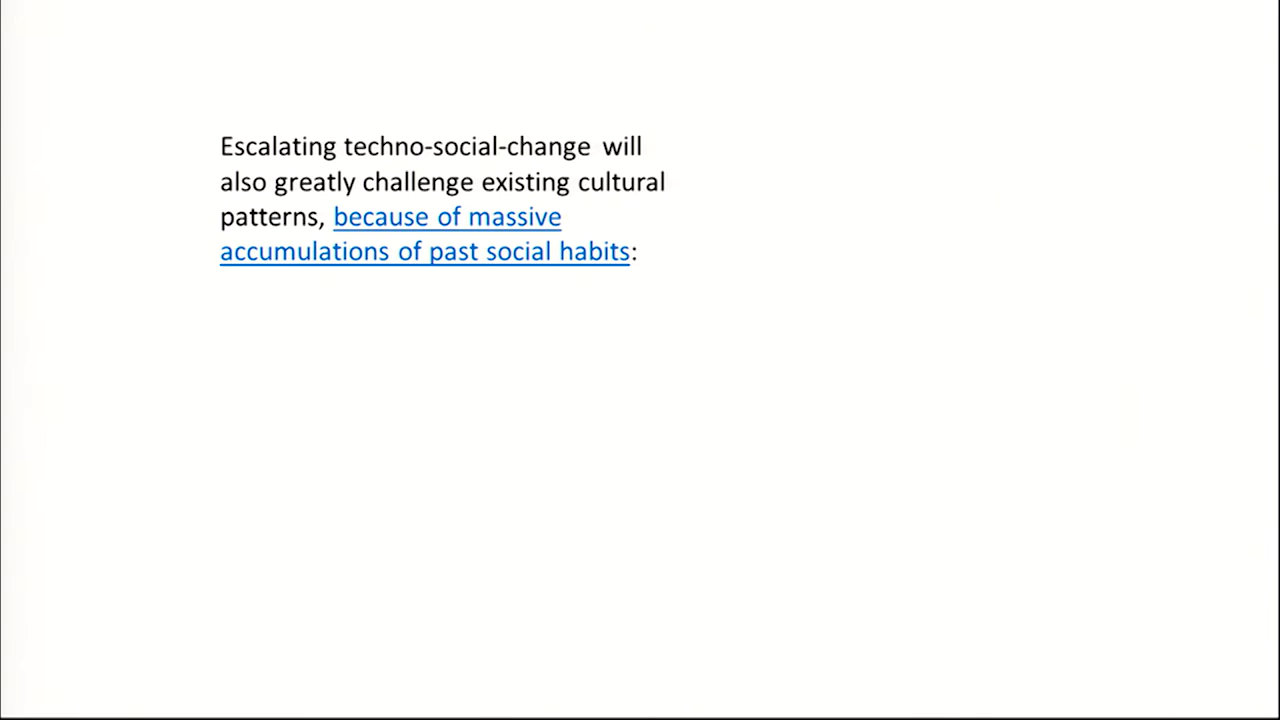 Escalating techno-social-change will
also greatly challenge existing cultural
patterns, because of massive
accumulations of past social habits: